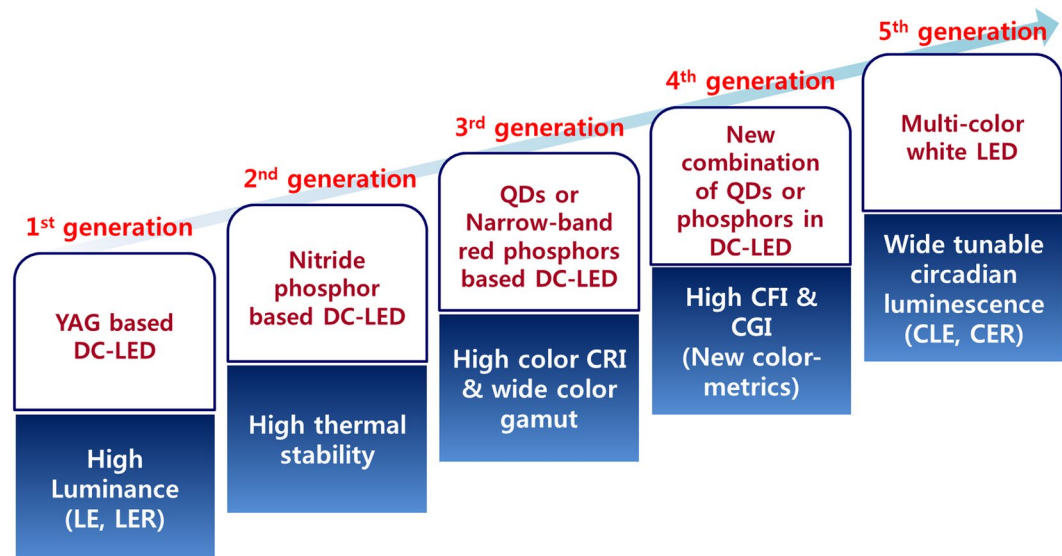 1st generation
YAG based
DC-LED
High
Luminance
(LE, LER)
2nd generation
Nitride
phosphor
based DC-LED
High thermal
stability
3rd generation
QDs or
Narrow-band
red phosphors
based DC-LED
High color CRI
& wide color
gamut
4th generation
New
combination
of QDs or
phosphors in
DC-LED
High CFI &
CGI
(New color-
metrics)
5th generation
Multi-color
white LED
Wide tunable
circadian
luminescence
(CLE, CER)